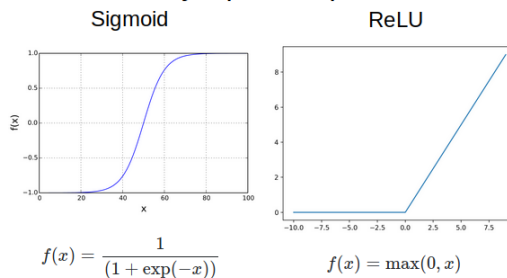 Sigmoid
ReLU
1.0
0.5
0.0
−0.5
−1.0
f(x)
0 20 40 60 80 100
x
8
6
4
2
0
−10.0 −7.5 −5.0 −2.5 0.0 2.5 5.0 7.5
f(x) = 1 / (1 + exp(−x))
f(x) = max(0, x)